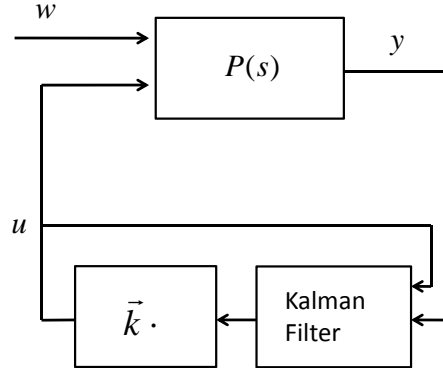 w
P(s)
y
u
k⃗ ·
Kalman
Filter